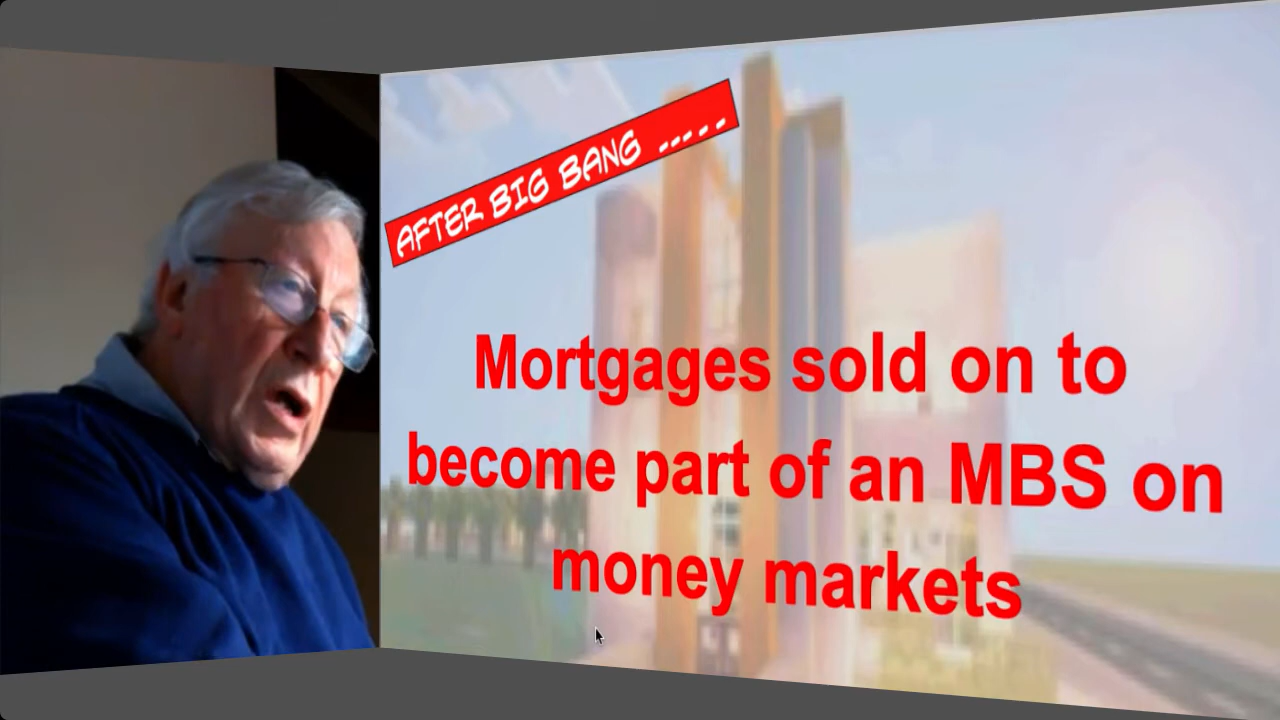 AFTER BIG BANG .....
Mortgages sold on to
become part of an MBS on
money markets